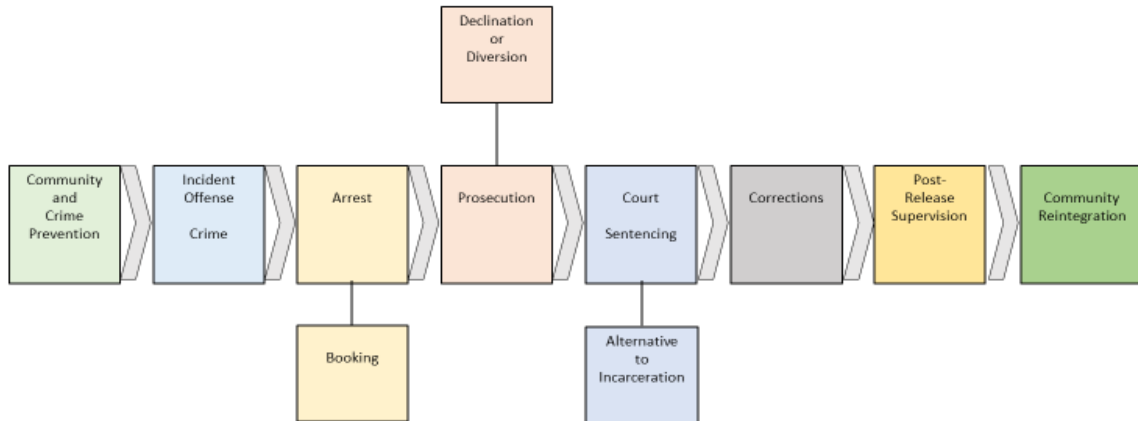 Declination
or
Diversion
Community
and
Crime
Prevention
Incident
Offense
Crime
Arrest
Prosecution
Court
Sentencing
Corrections
Post-
Release
Supervision
Community
Reintegration
Booking
Alternative
to
Incarceration